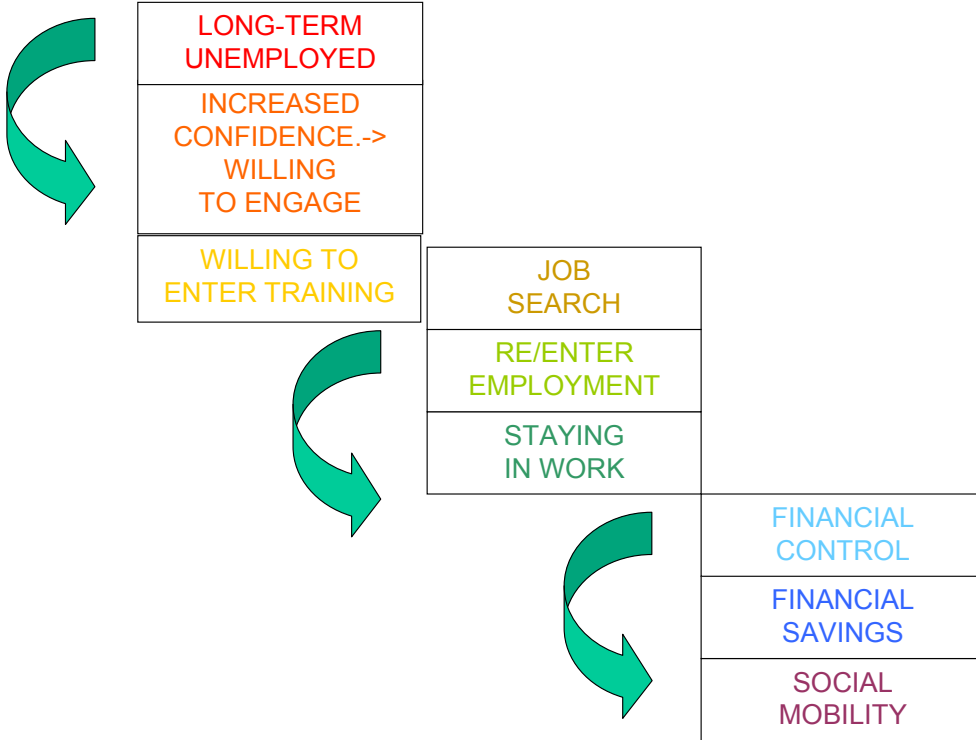 LONG-TERM
UNEMPLOYED
INCREASED
CONFIDENCE.->
WILLING
TO ENGAGE
WILLING TO
ENTER TRAINING
JOB
SEARCH
RE/ENTER
EMPLOYMENT
STAYING
IN WORK
FINANCIAL
CONTROL
FINANCIAL
SAVINGS
SOCIAL
MOBILITY